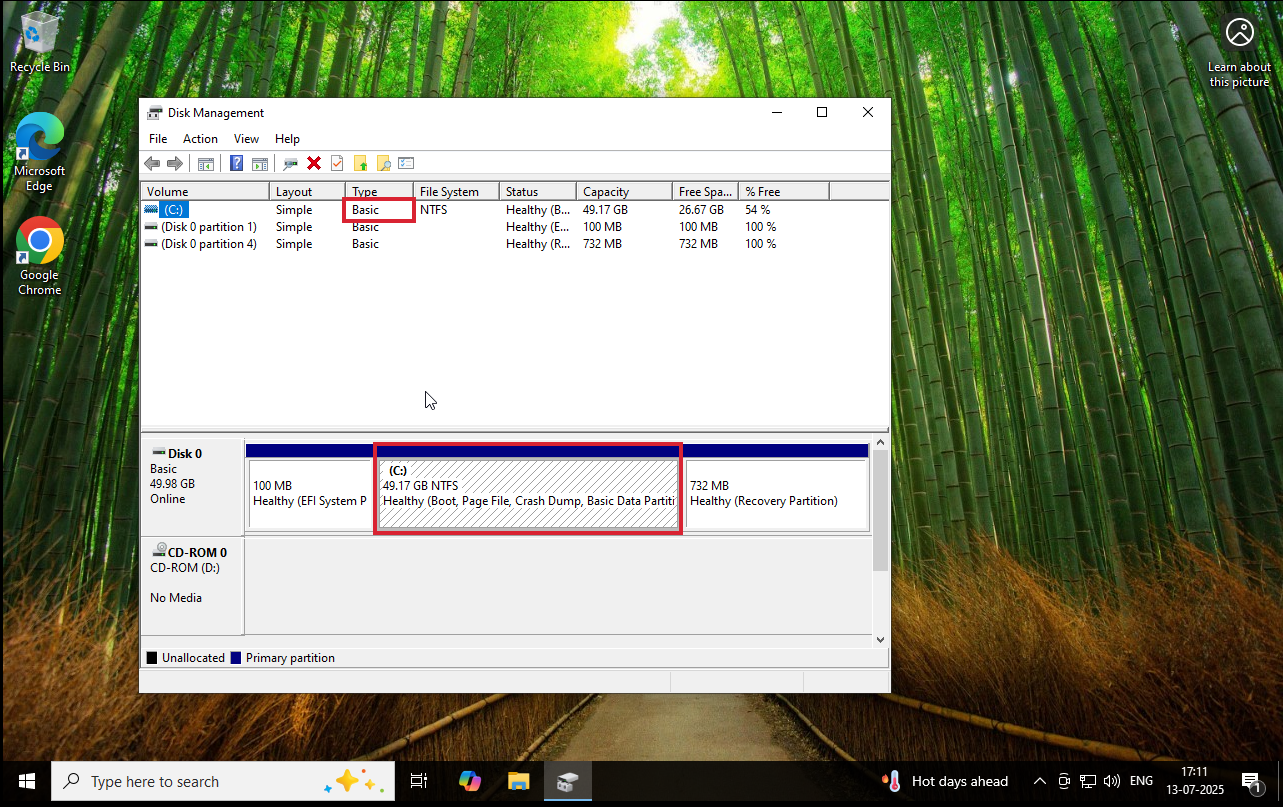 Recycle Bin
Learn about
this picture
Microsoft
Edge
Google
Chrome
Disk Management
File Action View Help
Volume Layout Type File System Status Capacity Free Spa... % Free
(C:) Simple Basic NTFS Healthy (B... 49.17 GB 26.67 GB 54 %
(Disk 0 partition 1) Simple Basic Healthy (E... 100 MB 100 MB 100 %
(Disk 0 partition 4) Simple Basic Healthy (R... 732 MB 732 MB 100 %
Disk 0
Basic
49.98 GB
Online
100 MB
Healthy (EFI System P
(C:)
49.17 GB NTFS
Healthy (Boot, Page File, Crash Dump, Basic Data Partiti
732 MB
Healthy (Recovery Partition)
CD-ROM 0
CD-ROM (D:)
No Media
Unallocated Primary partition
Type here to search
Hot days ahead
ENG
17:11
13-07-2025
1